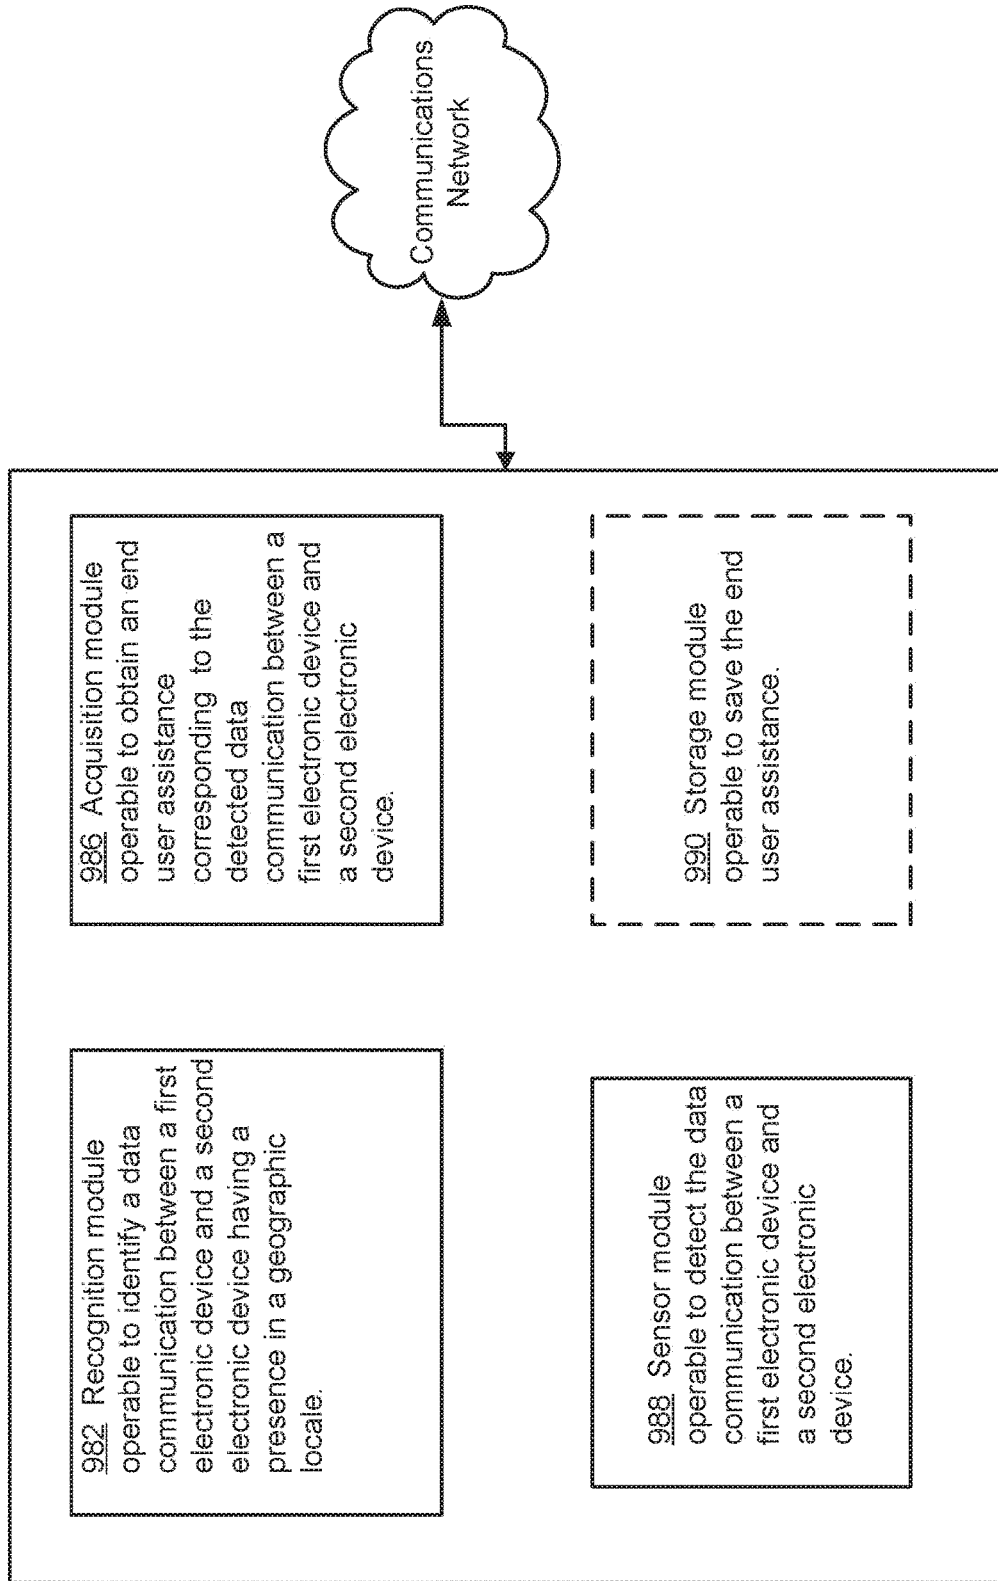 982 Recognition module
operable to identify a data
communication between a first
electronic device and a second
electronic device having a
presence in a geographic
locale.
986 Acquisition module
operable to obtain an end
user assistance
corresponding to the
detected data
communication between a
first electronic device and
a second electronic
device.
988 Sensor module
operable to detect the data
communication between a
first electronic device and
a second electronic
device.
990 Storage module
operable to save the end
user assistance.
Communications
Network